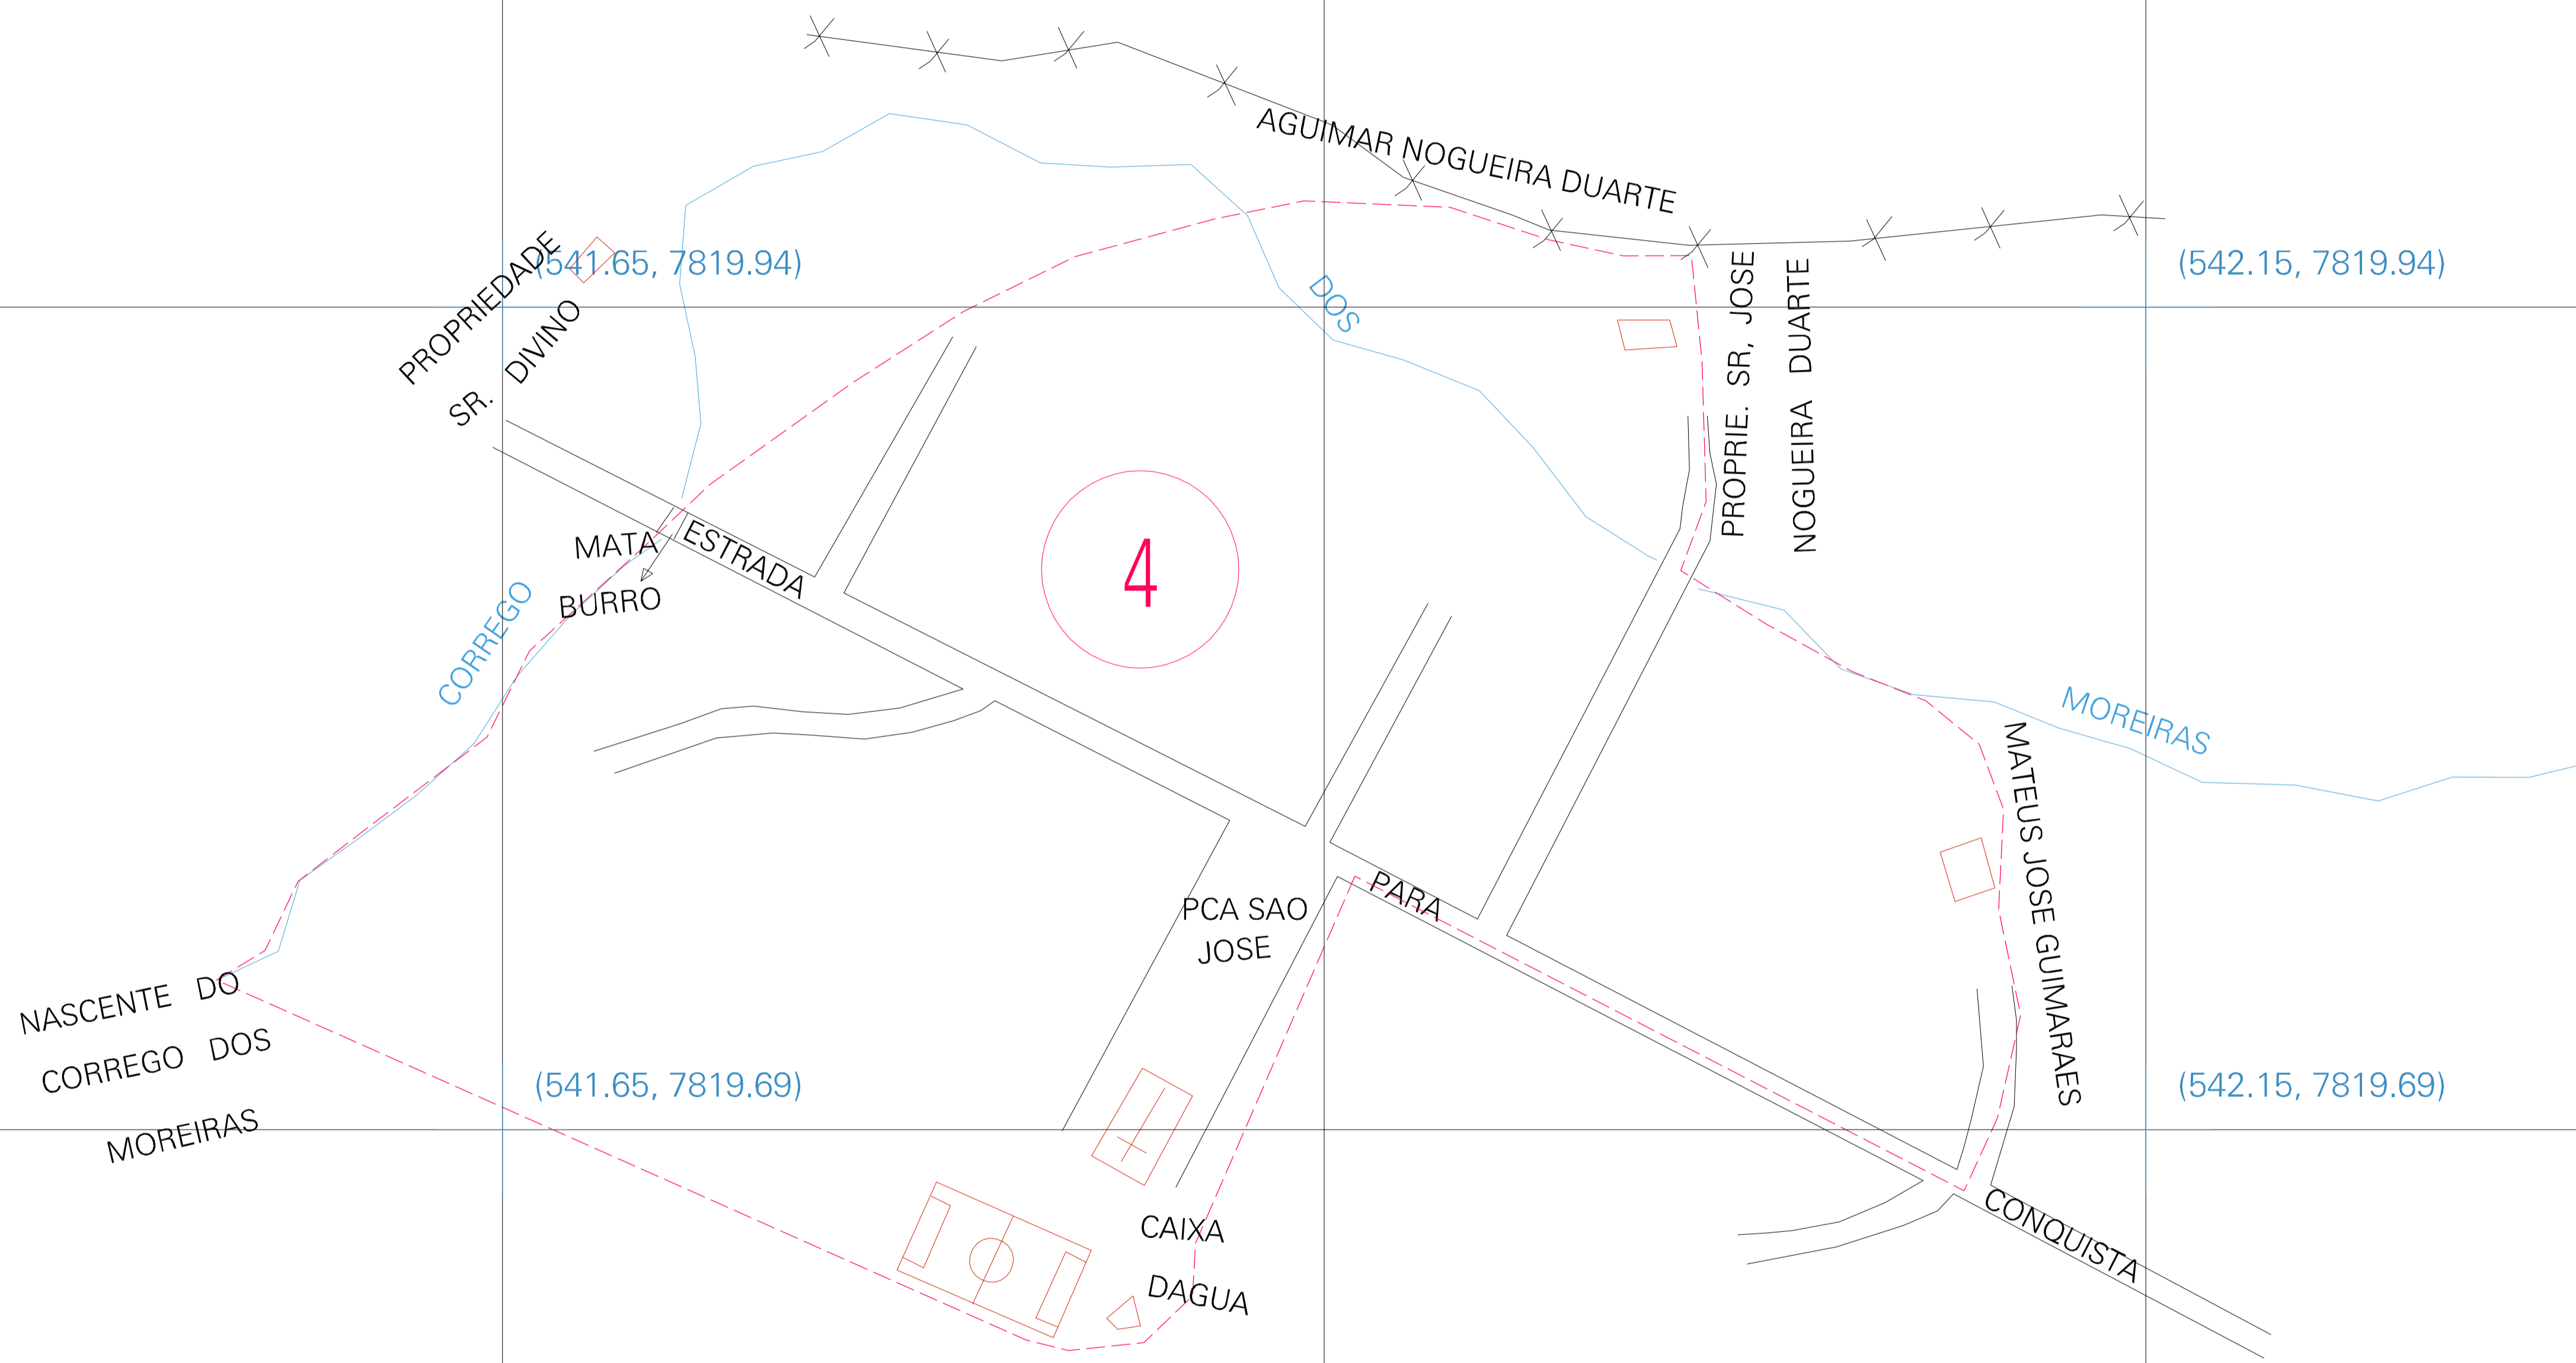 AGUIMAR NOGUEIRA DUARTE
PROPRIEDADE
SR. DIVINO
(541.65, 7819.94)
(542.15, 7819.94)
DOS
PROPRIE. SR, JOSE
NOGUEIRA DUARTE
MATA
BURRO
ESTRADA
4
CORREGO
MOREIRAS
MATEUS JOSE GUIMARAES
PARA
PCA SAO
JOSE
NASCENTE DO
CORREGO DOS
MOREIRAS
(541.65, 7819.69)
(542.15, 7819.69)
CAIXA
DAGUA
CONQUISTA